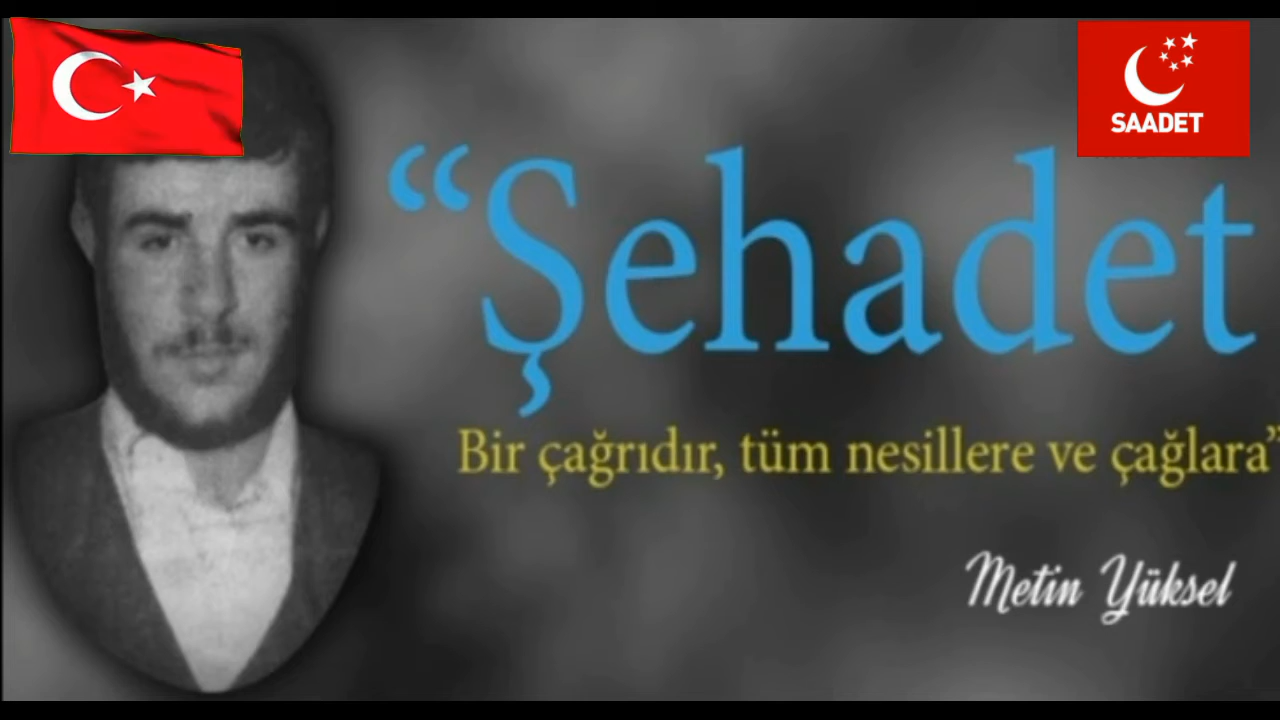 SAADET
“Şehadet
Bir çağrıdır, tüm nesillere ve çağlara”
Metin Yüksel